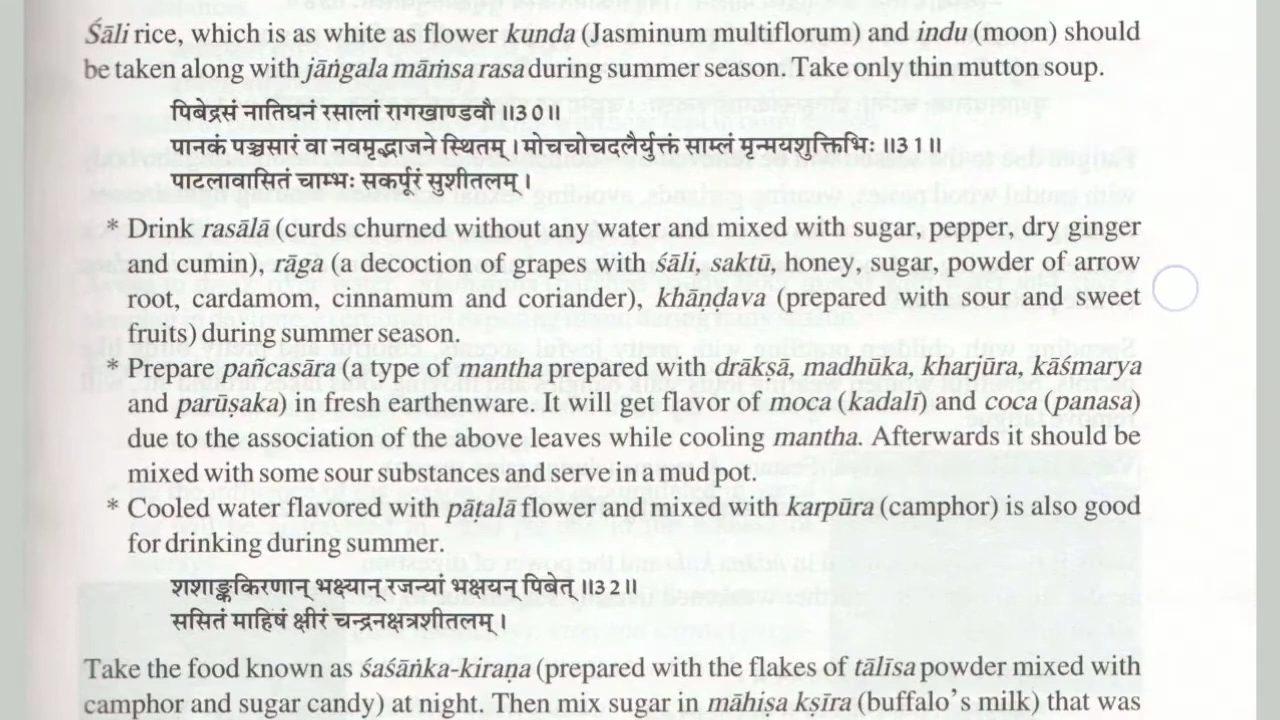 Śāli rice, which is as white as flower kunda (Jasminum multiflorum) and indu (moon) should
be taken along with jāṅgala māṁsa rasa during summer season. Take only thin mutton soup.
पिबेद्रसं नातिघनं रसालां रागखाण्डवौ ॥30॥
पानकं पञ्चसारं वा नवमृद्भाजने स्थितम् । मोचचोचदलैर्युक्तं साम्लं मृन्मयशुक्तिभिः ॥31॥
पाटलावासितं चाम्भः सकर्पूरं सुशीतलम् ।
* Drink rasālā (curds churned without any water and mixed with sugar, pepper, dry ginger
and cumin), rāga (a decoction of grapes with śāli, saktū, honey, sugar, powder of arrow
root, cardamom, cinnamum and coriander), khāṇḍava (prepared with sour and sweet
fruits) during summer season.
* Prepare pañcasāra (a type of mantha prepared with drākṣā, madhūka, kharjūra, kāśmarya
and parūṣaka) in fresh earthenware. It will get flavor of moca (kadalī) and coca (panasa)
due to the association of the above leaves while cooling mantha. Afterwards it should be
mixed with some sour substances and serve in a mud pot.
* Cooled water flavored with pāṭalā flower and mixed with karpūra (camphor) is also good
for drinking during summer.
शशाङ्ककिरणान् भक्ष्यान् रजन्यां भक्षयन् पिबेत् ॥32॥
ससितं माहिषं क्षीरं चन्द्रनक्षत्रशीतलम् ।
Take the food known as śaśāṅka-kiraṇa (prepared with the flakes of tālīsa powder mixed with
camphor and sugar candy) at night. Then mix sugar in māhiṣa kṣīra (buffalo's milk) that was